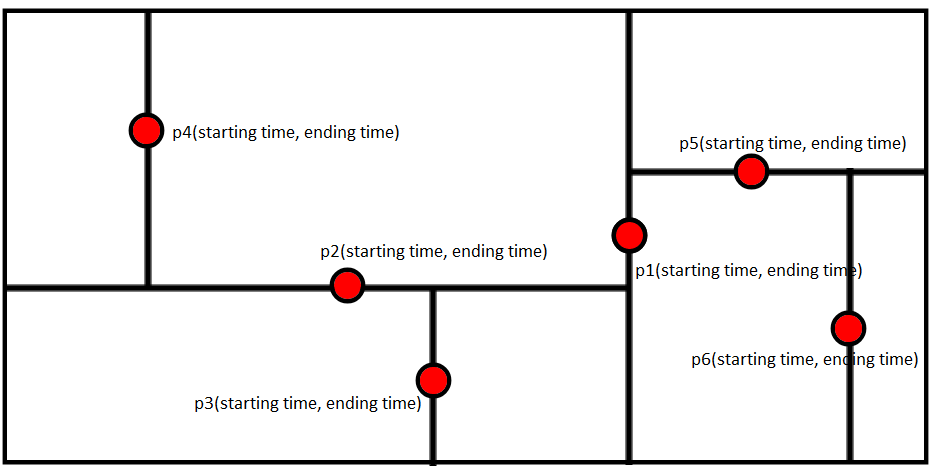 p4(starting time, ending time)
p5(starting time, ending time)
p2(starting time, ending time)
p1(starting time, ending time)
p6(starting time, ending time)
p3(starting time, ending time)